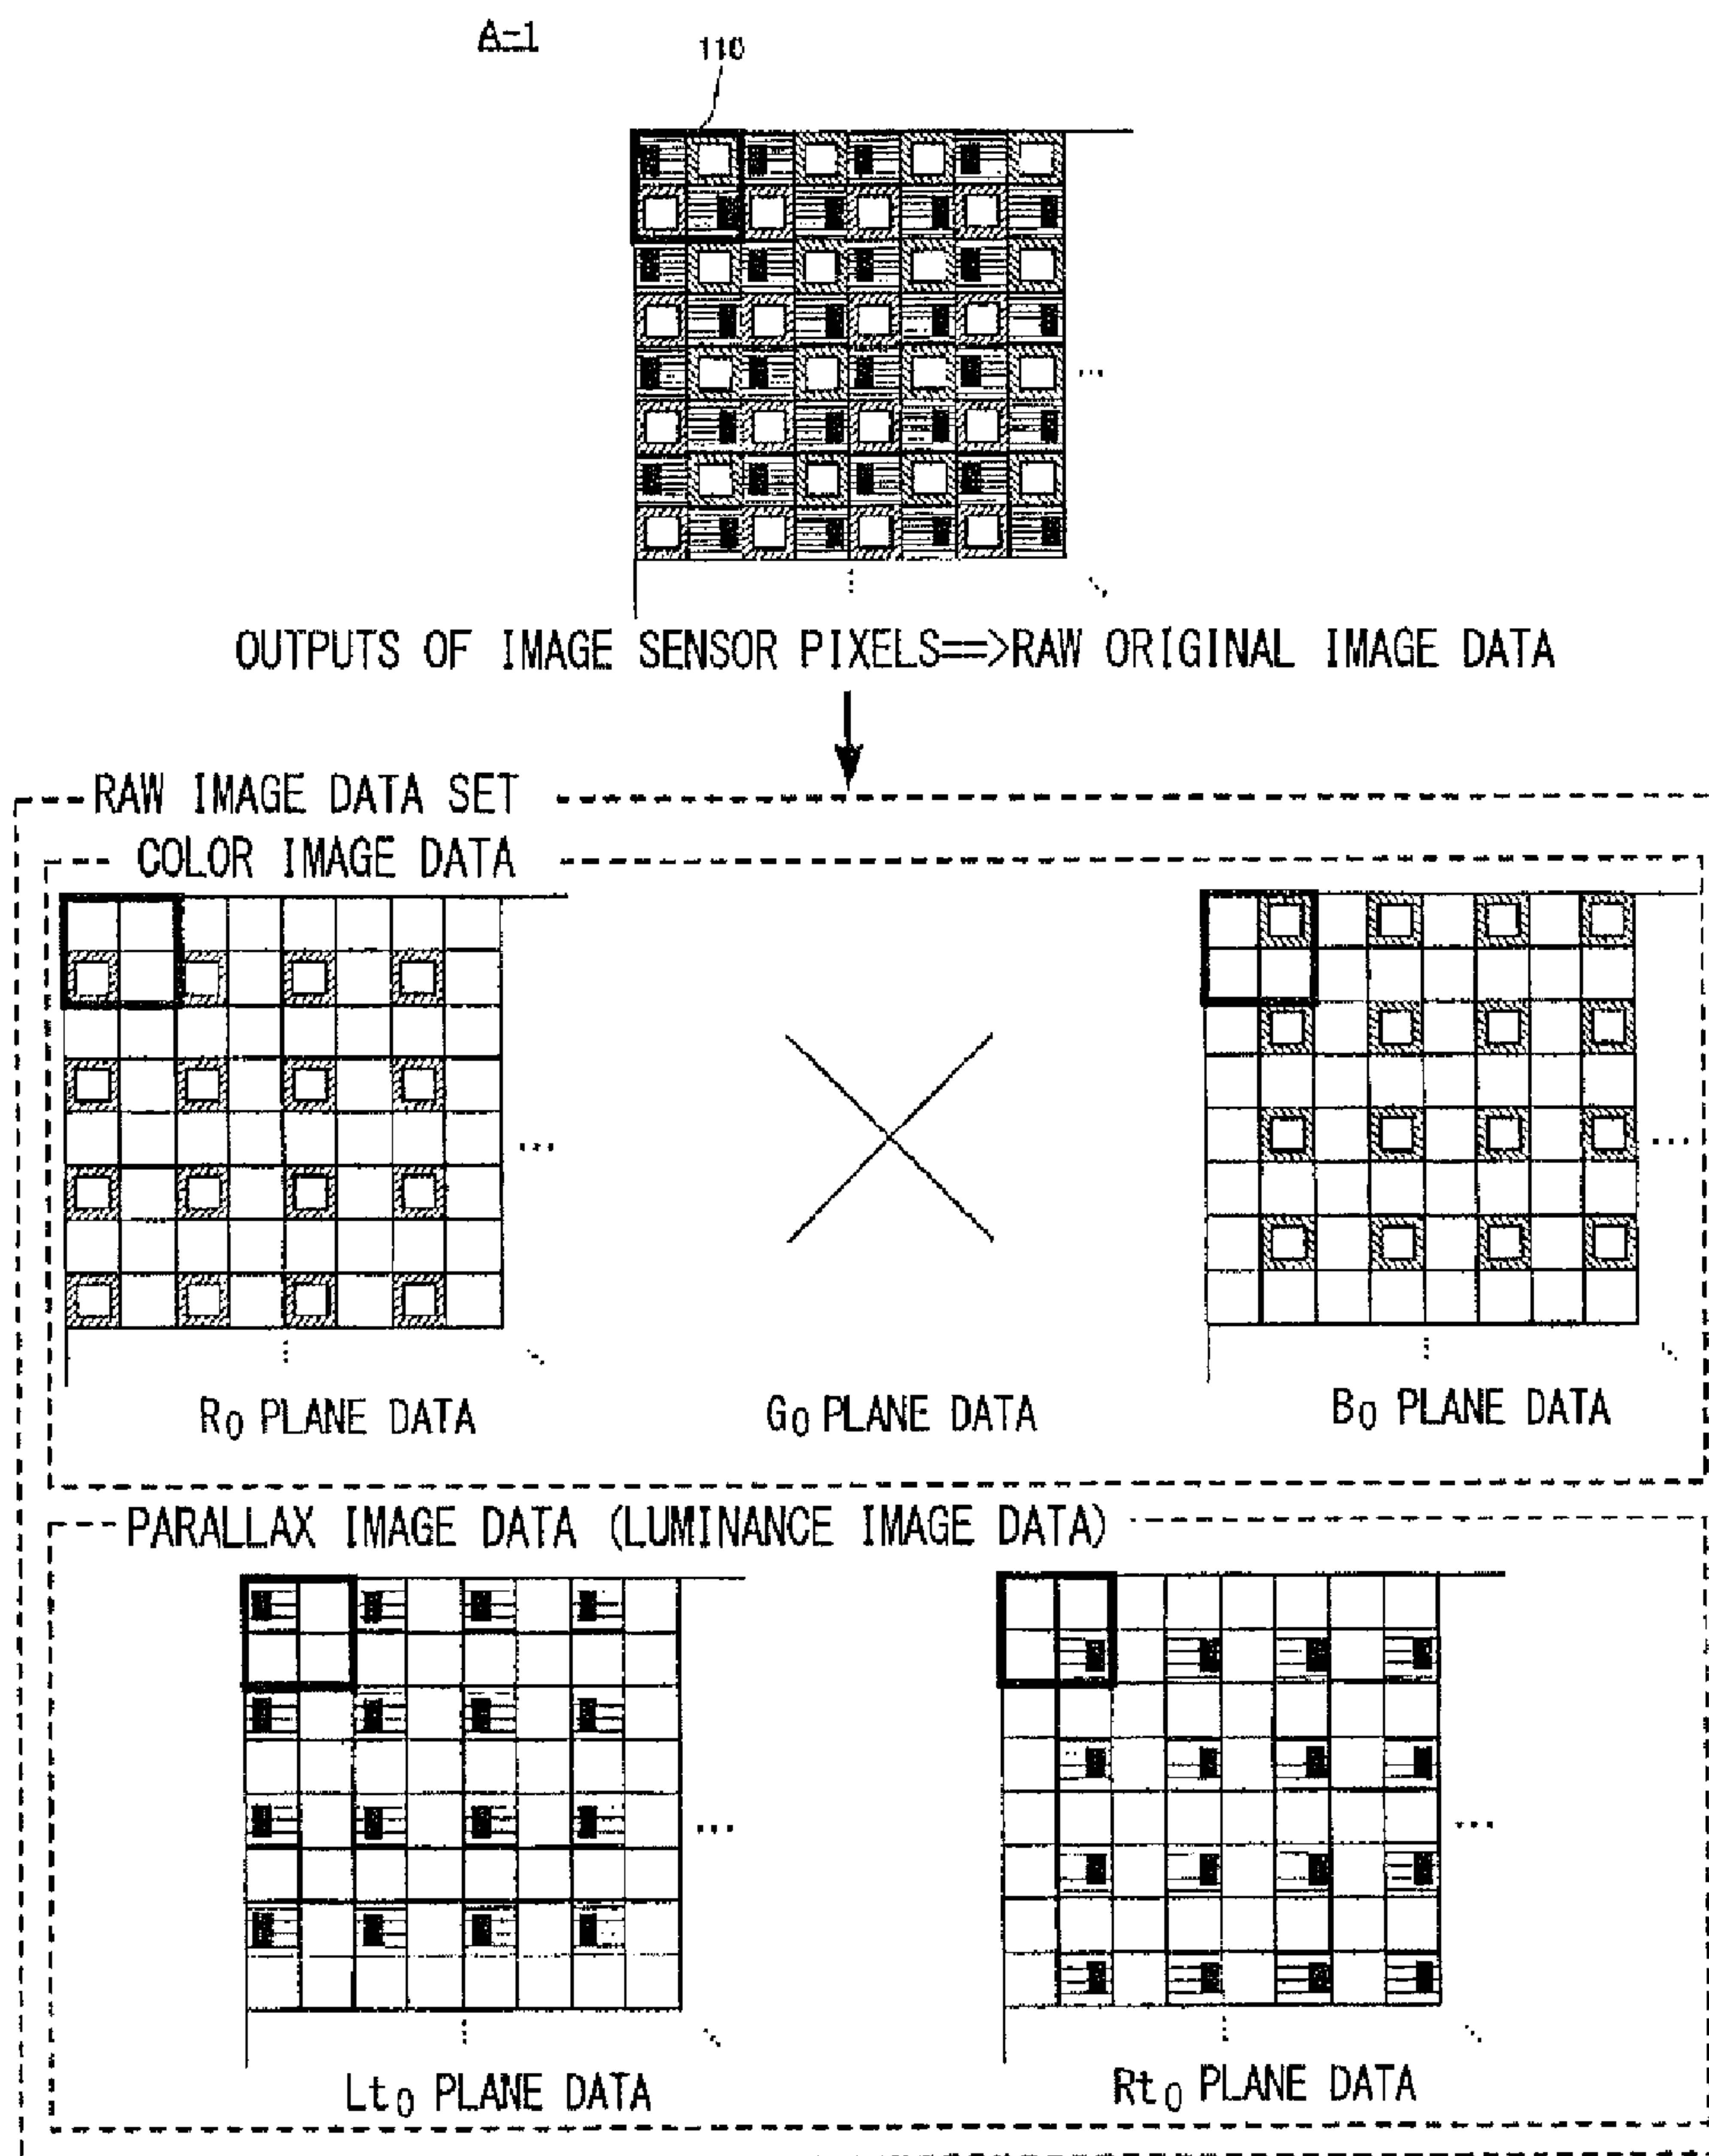 A-1
110
OUTPUTS OF IMAGE SENSOR PIXELS==>RAW ORIGINAL IMAGE DATA
RAW IMAGE DATA SET
COLOR IMAGE DATA
R0 PLANE DATA
G0 PLANE DATA
B0 PLANE DATA
PARALLAX IMAGE DATA (LUMINANCE IMAGE DATA)
Lt0 PLANE DATA
Rt0 PLANE DATA